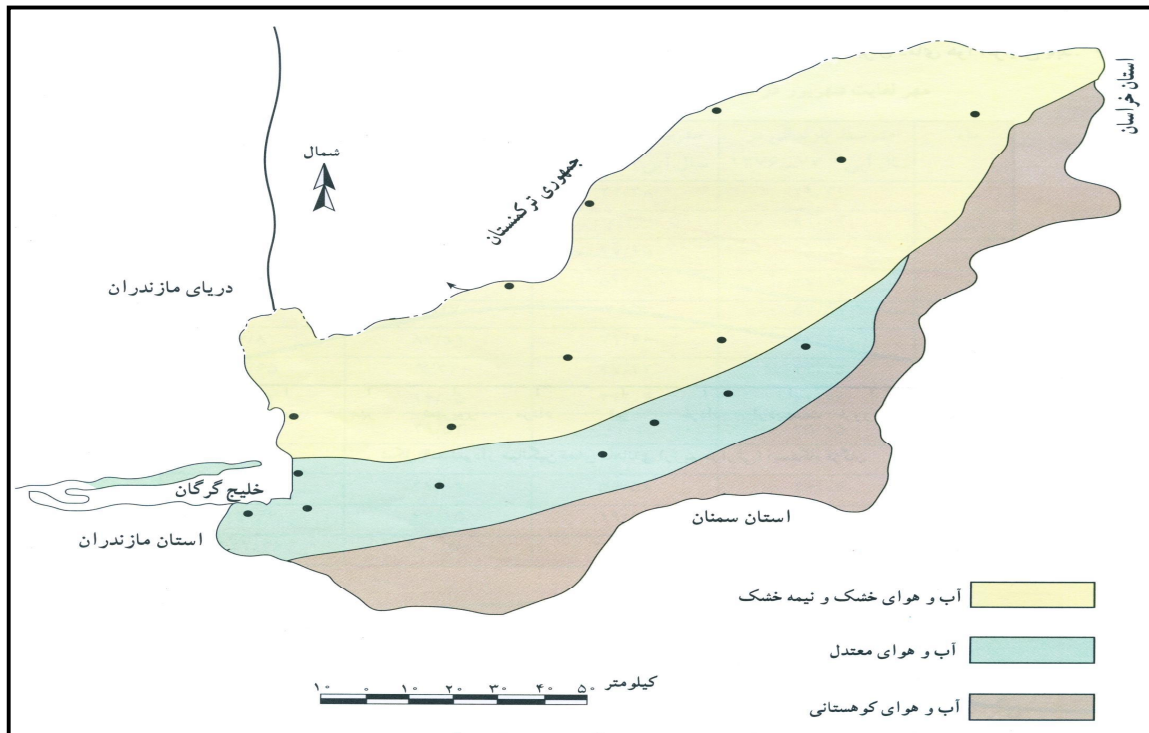 استان خراسان
شمال
جمهوری ترکمنستان
دریای مازندران
خلیج گرگان
استان مازندران
استان سمنان
آب و هوای خشک و نیمه خشک
آب و هوای معتدل
آب و هوای کوهستانی
۱۰ ۰ ۱۰ ۲۰ ۳۰ ۴۰ ۵۰ کیلومتر